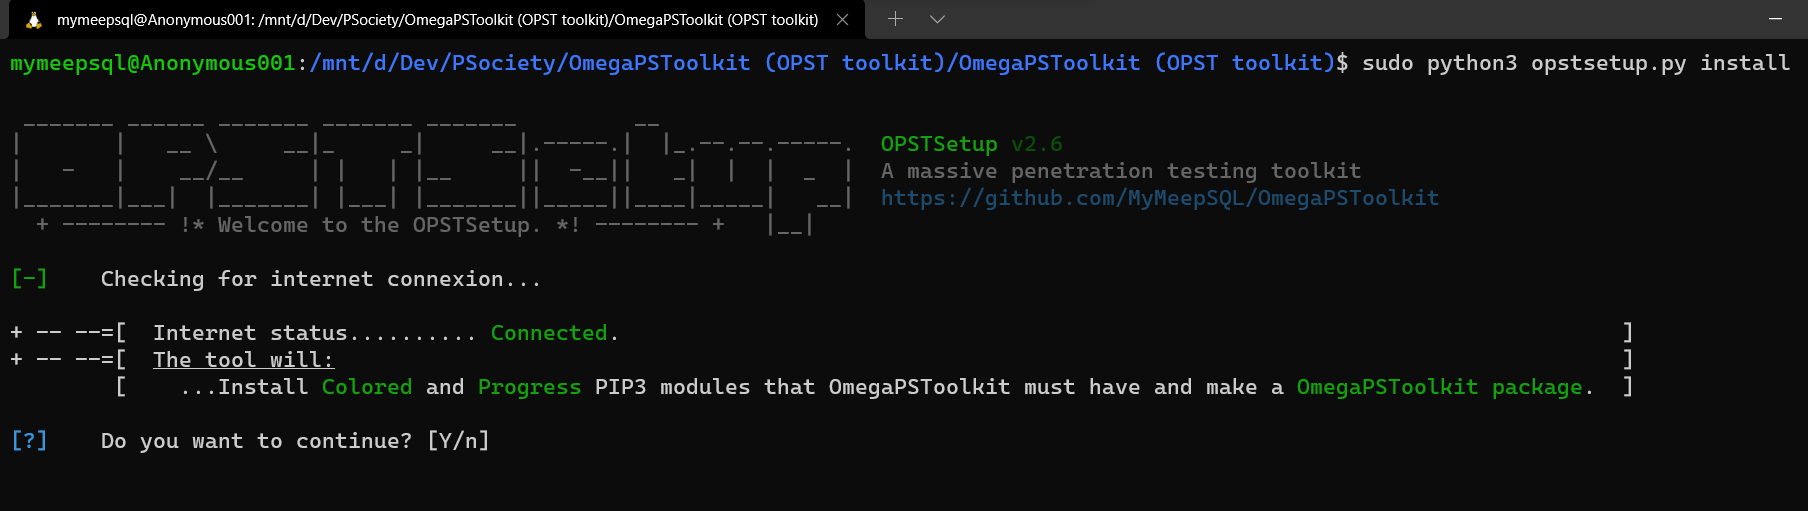 mymeepsql@Anonymous001: /mnt/d/Dev/PSociety/OmegaPSToolkit (OPST toolkit)/OmegaPSToolkit (OPST toolkit)
mymeepsql@Anonymous001:/mnt/d/Dev/PSociety/OmegaPSToolkit (OPST toolkit)/OmegaPSToolkit (OPST toolkit)$ sudo python3 opstsetup.py install
OPSTSetup
OPSTSetup v2.6
A massive penetration testing toolkit
https://github.com/MyMeepSQL/OmegaPSToolkit
+ -------- !* Welcome to the OPSTSetup. *! -------- +
[-] Checking for internet connexion...
+ -- --=[ Internet status.......... Connected. ]
+ -- --=[ The tool will: ]
[ ...Install Colored and Progress PIP3 modules that OmegaPSToolkit must have and make a OmegaPSToolkit package. ]
[?] Do you want to continue? [Y/n]